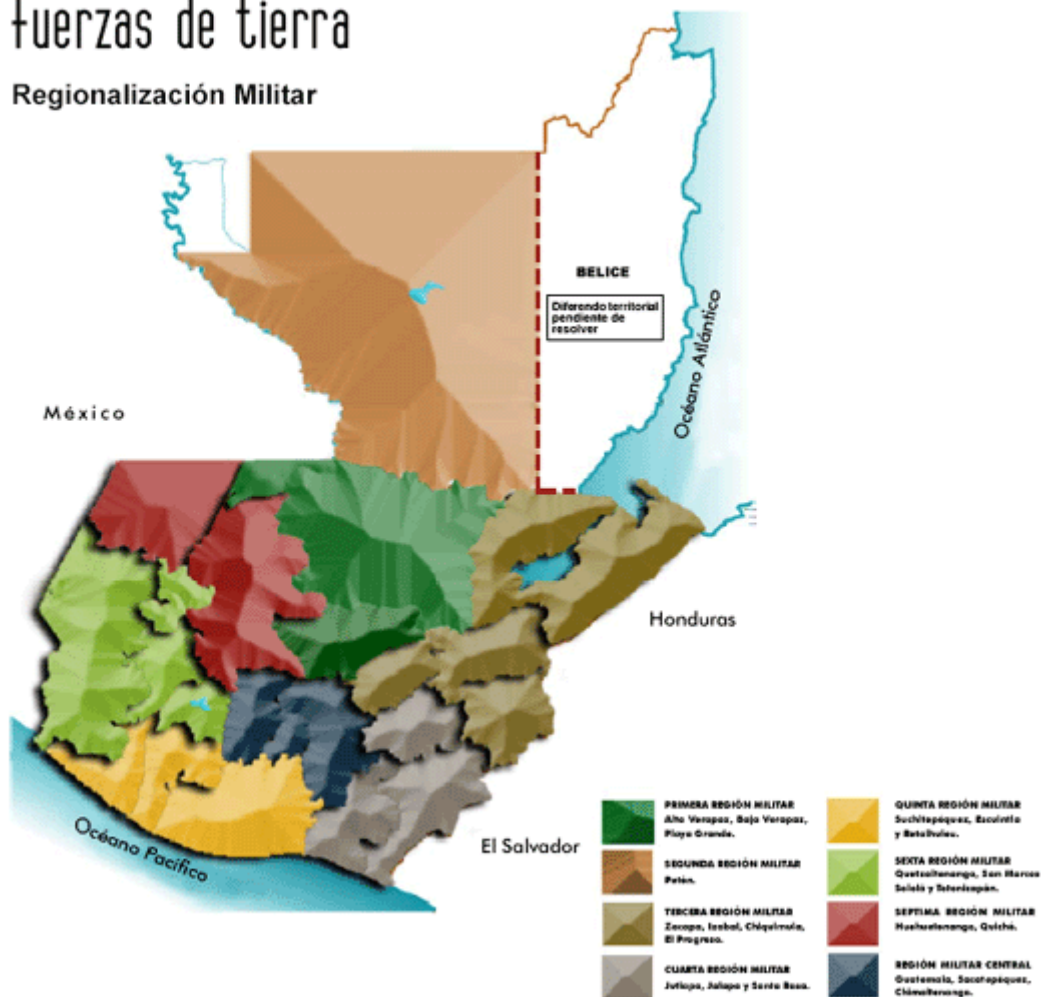 fuerzas de tierra
Regionalización Militar
BELICE
Diferendo territorial
pendiente de
resolver
Océano Atlántico
México
Honduras
El Salvador
Océano Pacífico
PRIMERA REGIÓN MILITAR
Alta Verapaz, Baja Verapaz,
Playa Grande.
SEGUNDA REGIÓN MILITAR
Petén.
TERCERA REGIÓN MILITAR
Zacapa, Izabal, Chiquimula,
El Progreso.
CUARTA REGIÓN MILITAR
Jutiapa, Jalapa y Santa Rosa.
QUINTA REGIÓN MILITAR
Suchitepéquez, Escuintla
y Retalhuleu.
SEXTA REGIÓN MILITAR
Quetzaltenango, San Marcos
Sololá y Totonicapán.
SEPTIMA REGIÓN MILITAR
Huehuetenango, Quiché.
REGIÓN MILITAR CENTRAL
Guatemala, Sacatepéquez,
Chimaltenango.